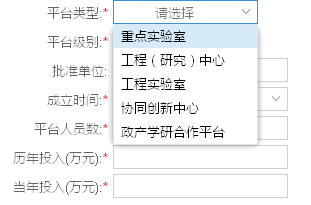 平台类型:* 请选择
重点实验室
平台级别:*
工程（研究）中心
批准单位:
工程实验室
成立时间:*
协同创新中心
平台人员数:*
政产学研合作平台
历年投入(万元):*
当年投入(万元):*